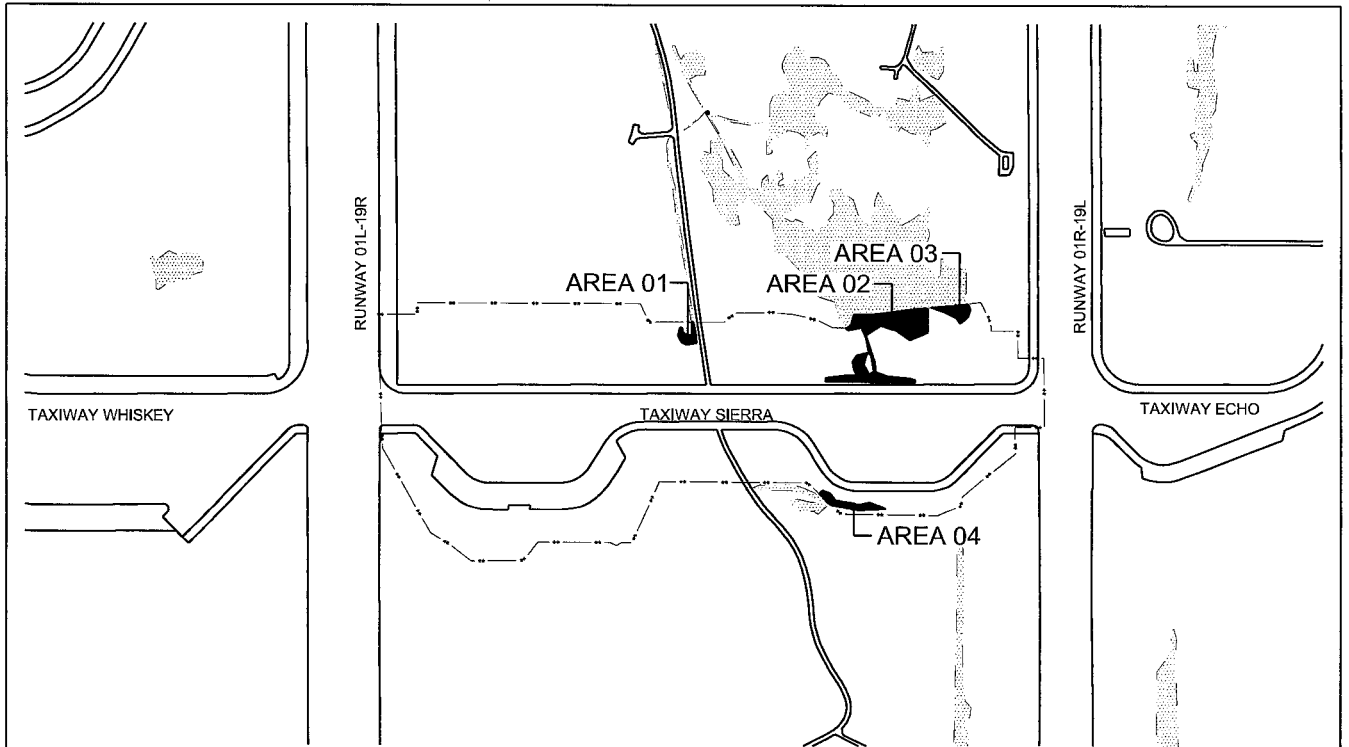 RUNWAY 01L-19R
RUNWAY 01R-19L
AREA 03
AREA 01
AREA 02
TAXIWAY WHISKEY
TAXIWAY SIERRA
TAXIWAY ECHO
AREA 04